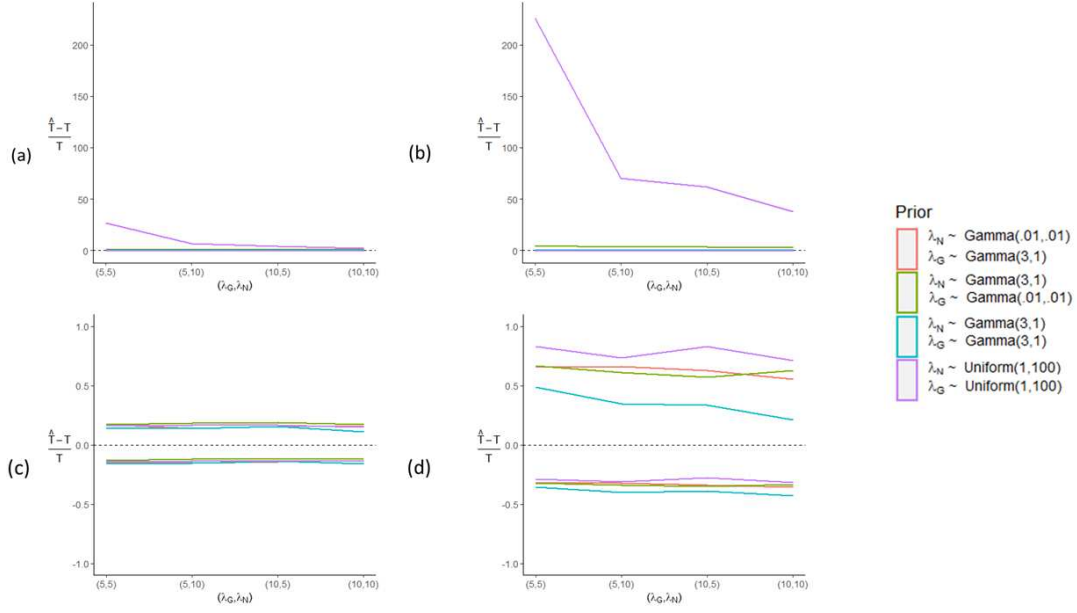 (a)
200
150
100
50
0
T̂−T
T
(5,5)
(5,10)
(10,5)
(10,10)
(λG,λN)
(b)
200
150
100
50
0
T̂−T
T
(5,5)
(5,10)
(10,5)
(10,10)
(λG,λN)
(c)
1.0
0.5
0.0
-0.5
-1.0
T̂−T
T
(5,5)
(5,10)
(10,5)
(10,10)
(λG,λN)
(d)
1.0
0.5
0.0
-0.5
-1.0
T̂−T
T
(5,5)
(5,10)
(10,5)
(10,10)
(λG,λN)
Prior
λN ~ Gamma(.01,.01)
λG ~ Gamma(3,1)
λN ~ Gamma(3,1)
λG ~ Gamma(.01,.01)
λN ~ Gamma(3,1)
λG ~ Gamma(3,1)
λN ~ Uniform(1,100)
λG ~ Uniform(1,100)